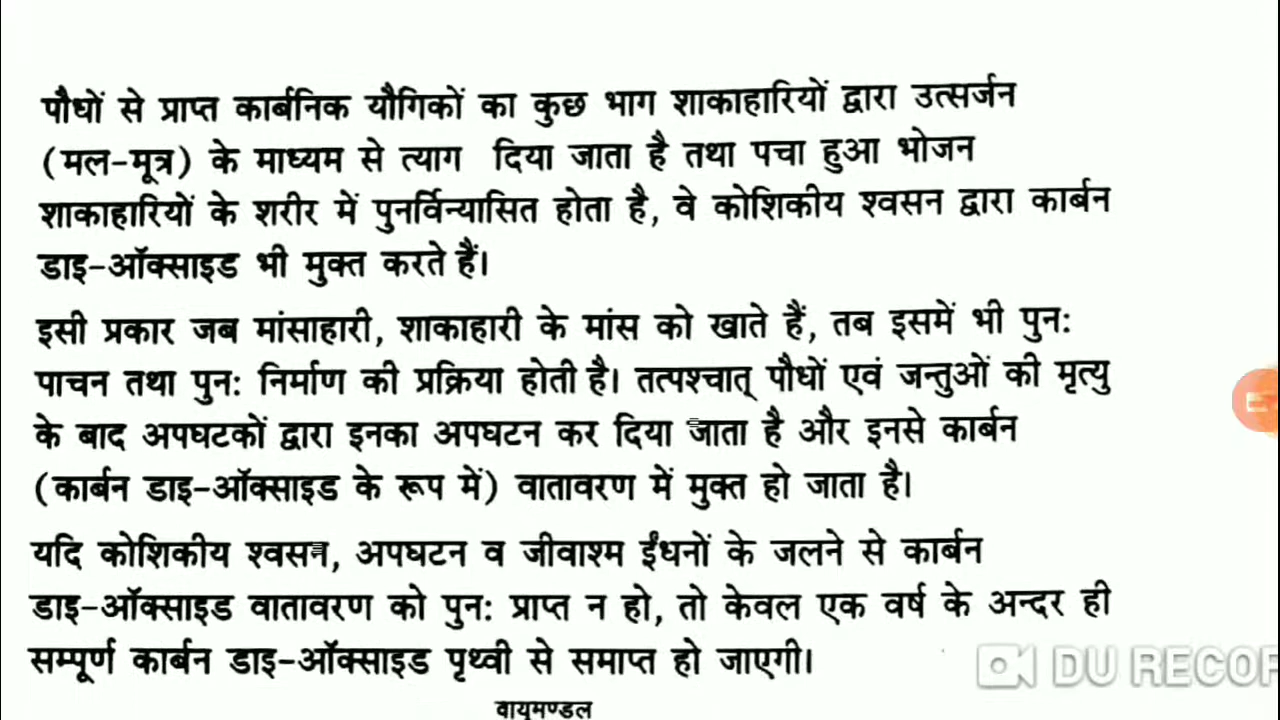 पौधों से प्राप्त कार्बनिक यौगिकों का कुछ भाग शाकाहारियों द्वारा उत्सर्जन
(मल-मूत्र) के माध्यम से त्याग दिया जाता है तथा पचा हुआ भोजन
शाकाहारियों के शरीर में पुनर्विन्यासित होता है, वे कोशिकीय श्वसन द्वारा कार्बन
डाइ-ऑक्साइड भी मुक्त करते हैं।
इसी प्रकार जब मांसाहारी, शाकाहारी के मांस को खाते हैं, तब इसमें भी पुन:
पाचन तथा पुन: निर्माण की प्रक्रिया होती है। तत्पश्चात् पौधों एवं जन्तुओं की मृत्यु
के बाद अपघटकों द्वारा इनका अपघटन कर दिया जाता है और इनसे कार्बन
(कार्बन डाइ-ऑक्साइड के रूप में) वातावरण में मुक्त हो जाता है।
यदि कोशिकीय श्वसन, अपघटन व जीवाश्म ईंधनों के जलने से कार्बन
डाइ-ऑक्साइड वातावरण को पुन: प्राप्त न हो, तो केवल एक वर्ष के अन्दर ही
सम्पूर्ण कार्बन डाइ-ऑक्साइड पृथ्वी से समाप्त हो जाएगी।
DU RECOR
वायुमण्डल